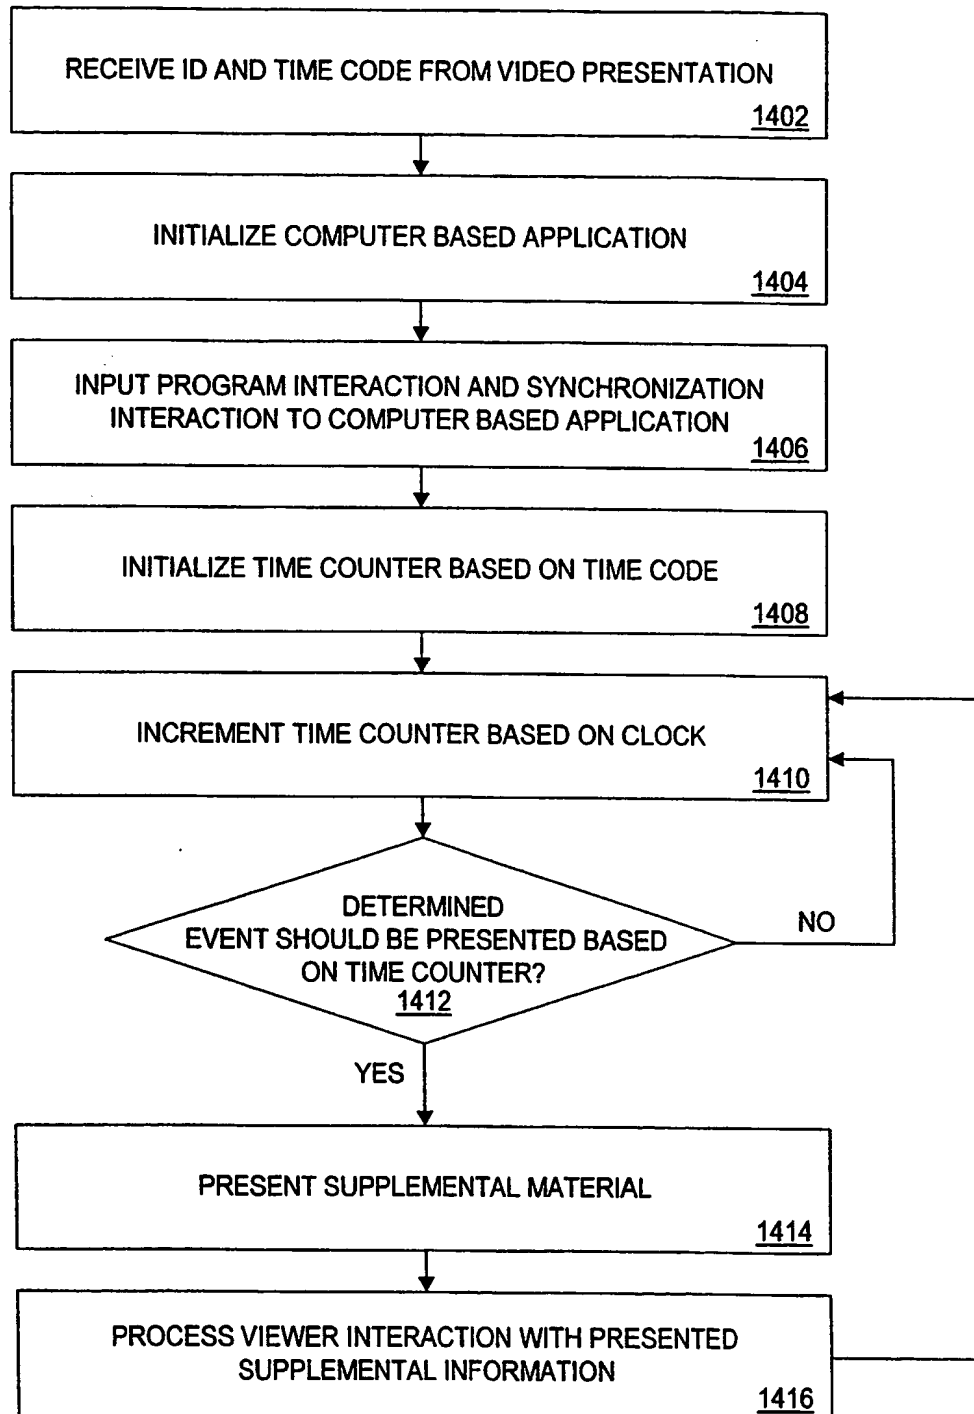 RECEIVE ID AND TIME CODE FROM VIDEO PRESENTATION
1402
INITIALIZE COMPUTER BASED APPLICATION
1404
INPUT PROGRAM INTERACTION AND SYNCHRONIZATION
INTERACTION TO COMPUTER BASED APPLICATION
1406
INITIALIZE TIME COUNTER BASED ON TIME CODE
1408
INCREMENT TIME COUNTER BASED ON CLOCK
1410
DETERMINED
EVENT SHOULD BE PRESENTED BASED
ON TIME COUNTER?
1412
NO
YES
PRESENT SUPPLEMENTAL MATERIAL
1414
PROCESS VIEWER INTERACTION WITH PRESENTED
SUPPLEMENTAL INFORMATION
1416